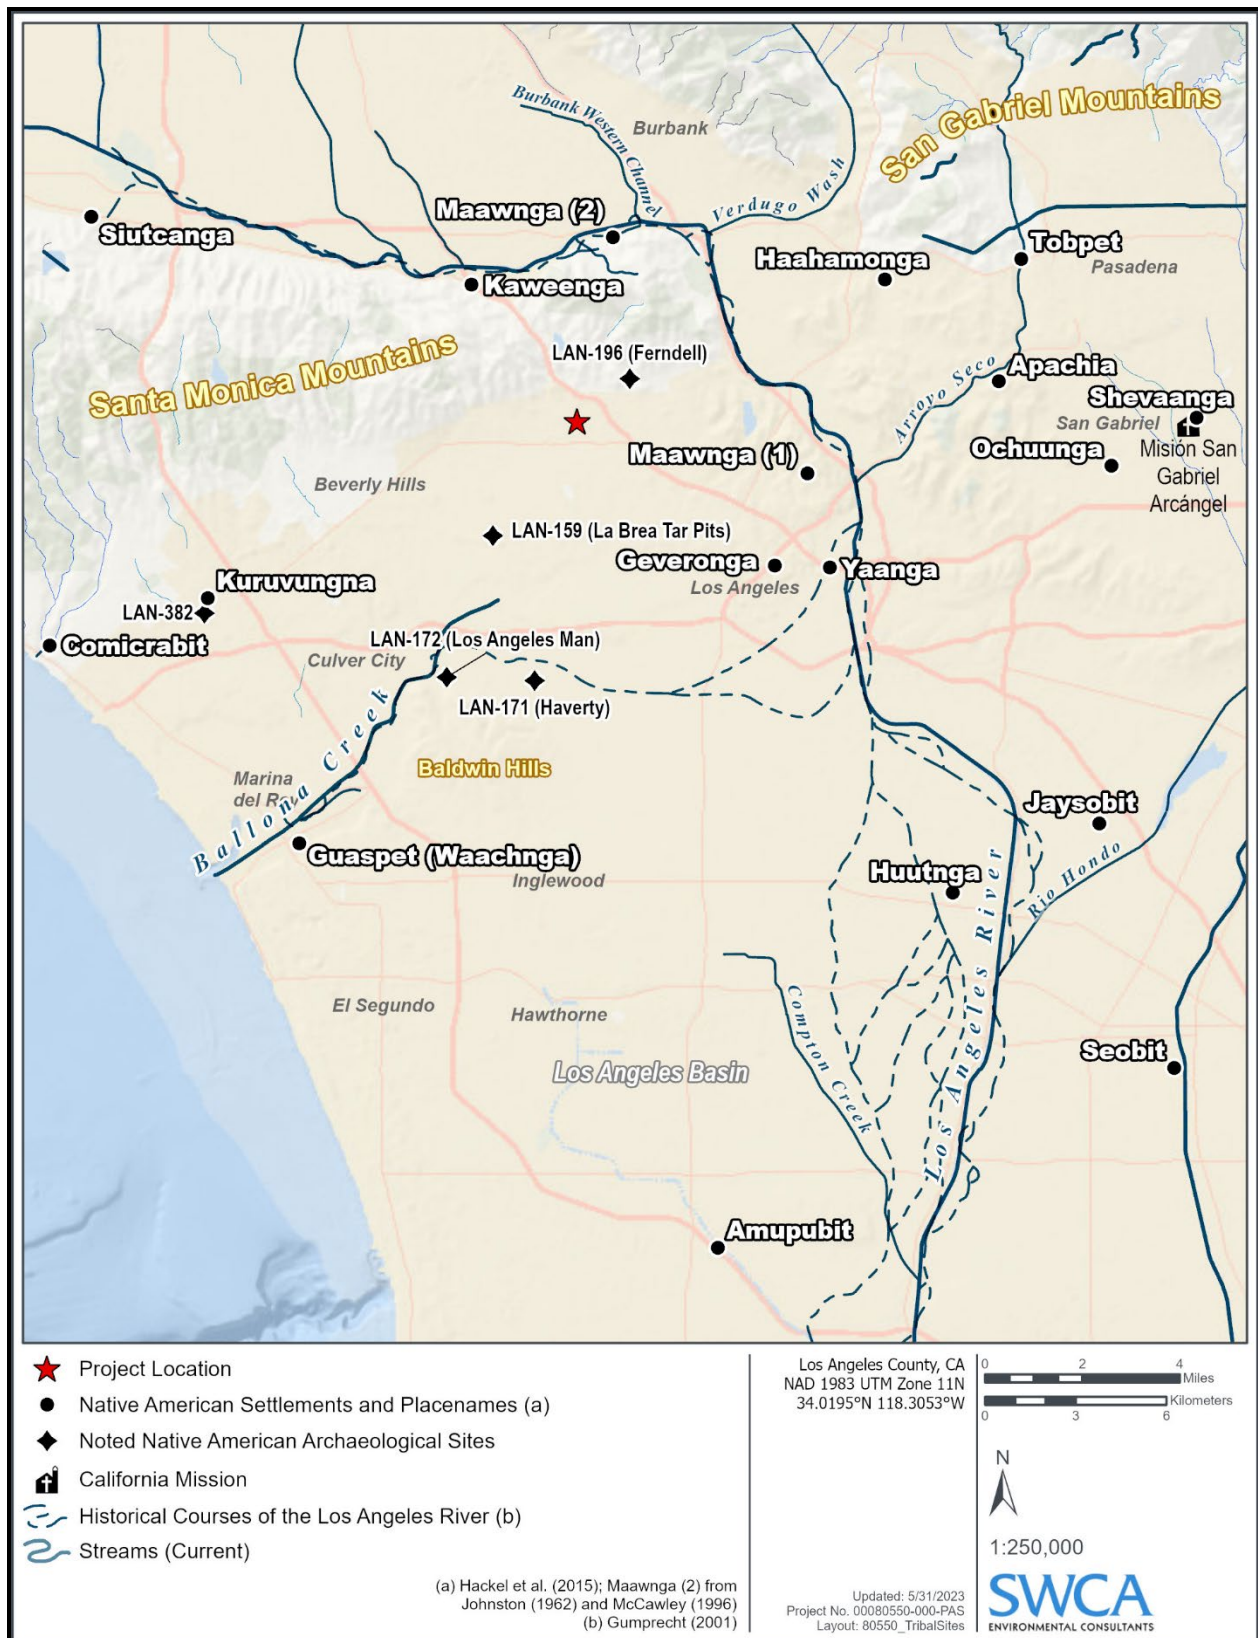 San Gabriel Mountains
Burbank Western Channel
Burbank
Verdugo Wash
Siutcanga
Maawnga (2)
Kaweenga
Haahamonga
Tobpet
Pasadena
Santa Monica Mountains
LAN-196 (Ferndell)
Arroyo Seco
Apachia
Shevaanga
San Gabriel
Misión San
Gabriel
Arcángel
Ochuunga
Maawnga (1)
Beverly Hills
LAN-159 (La Brea Tar Pits)
Geveronga
Yaanga
Los Angeles
Kuruvungna
LAN-382
Comicrabit
LAN-172 (Los Angeles Man)
Culver City
LAN-171 (Haverty)
Ballona Creek
Baldwin Hills
Marina
del Rey
Guaspet (Waachnga)
Inglewood
Jaysobit
Huutnga
Rio Hondo
Los Angeles River
El Segundo
Hawthorne
Compton Creek
Los Angeles Basin
Seobit
Amupubit
Project Location
Native American Settlements and Placenames (a)
Noted Native American Archaeological Sites
California Mission
Historical Courses of the Los Angeles River (b)
Streams (Current)
(a) Hackel et al. (2015); Maawnga (2) from
Johnston (1962) and McCawley (1996)
(b) Gumprecht (2001)
Los Angeles County, CA
NAD 1983 UTM Zone 11N
34.0195°N 118.3053°W
Updated: 5/31/2023
Project No. 00080550-000-PAS
Layout: 80550_TribalSites
0 2 4
Miles
Kilometers
0 3 6
N
1:250,000
SWCA
ENVIRONMENTAL CONSULTANTS